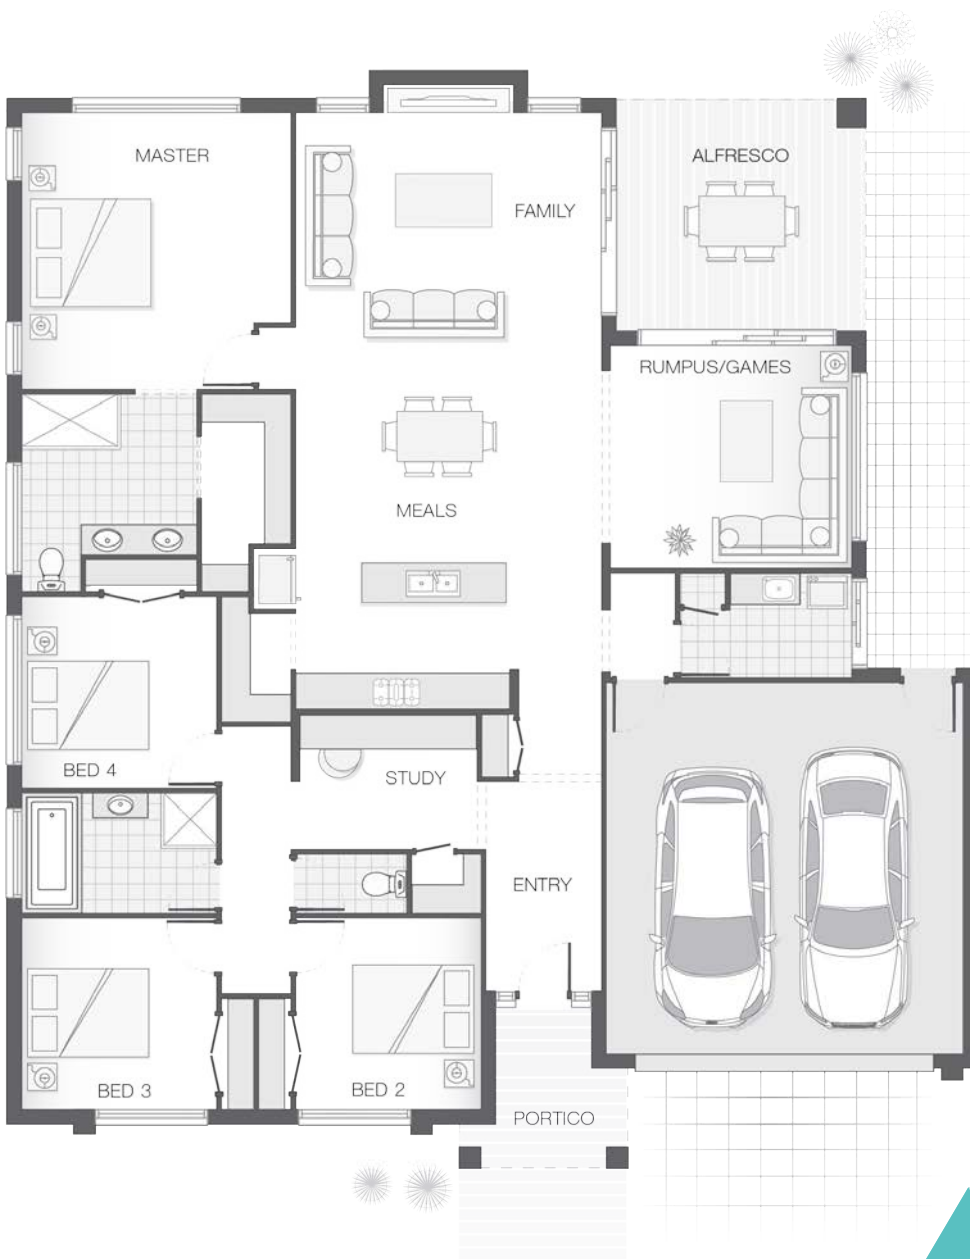 MASTER
ALFRESCO
FAMILY
RUMPUS/GAMES
MEALS
BED 4
STUDY
ENTRY
BED 3
BED 2
PORTICO